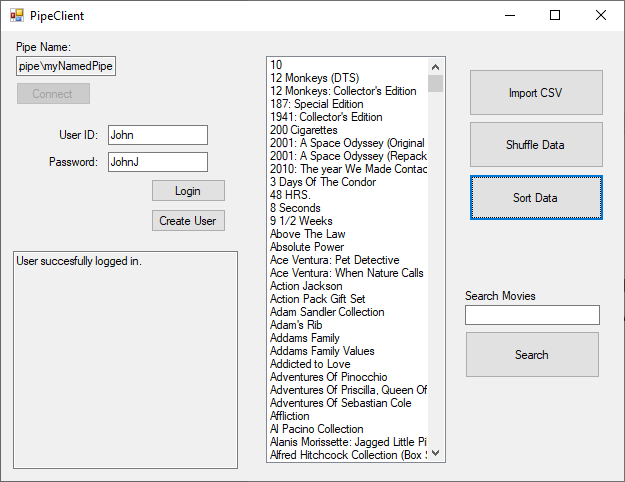 PipeClient
Pipe Name:
.pipe\myNamedPipe
Connect
User ID:
John
Password:
JohnJ
Login
Create User
User succesfully logged in.
10
12 Monkeys (DTS)
12 Monkeys: Collector's Edition
187: Special Edition
1941: Collector's Edition
200 Cigarettes
2001: A Space Odyssey (Original
2001: A Space Odyssey (Repack
2010: The year We Made Contac
3 Days Of The Condor
48 HRS.
8 Seconds
9 1/2 Weeks
Above The Law
Absolute Power
Ace Ventura: Pet Detective
Ace Ventura: When Nature Calls
Action Jackson
Action Pack Gift Set
Adam Sandler Collection
Adam's Rib
Addams Family
Addams Family Values
Addicted to Love
Adventures Of Pinocchio
Adventures Of Priscilla, Queen Of
Adventures Of Sebastian Cole
Affliction
Al Pacino Collection
Alanis Morissette: Jagged Little Pi
Alfred Hitchcock Collection (Box S
Import CSV
Shuffle Data
Sort Data
Search Movies
Search